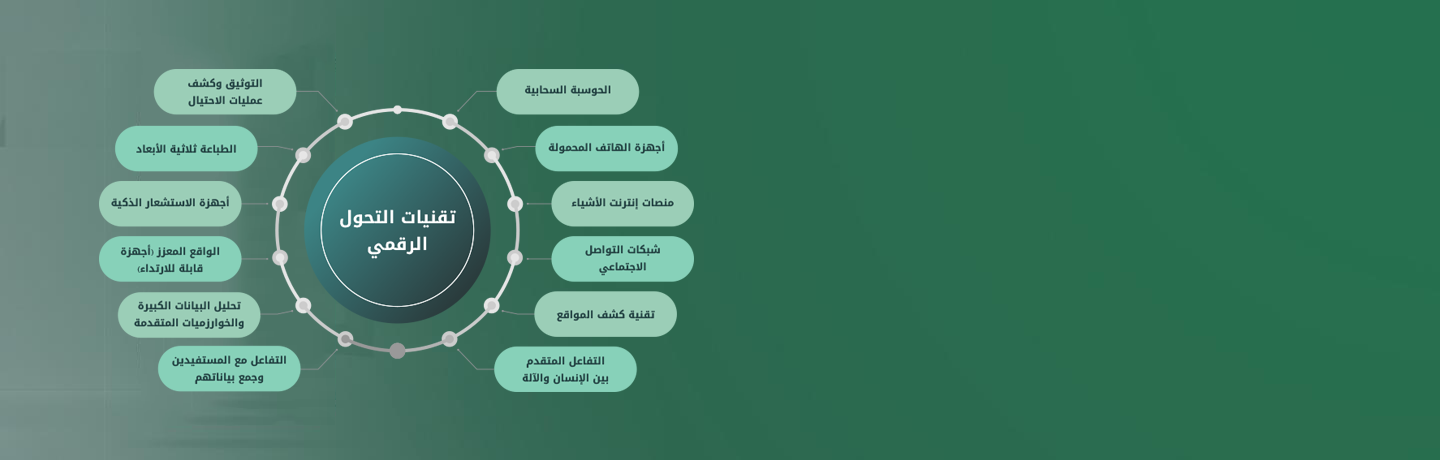 تقنيات التحول
الرقمي
الحوسبة السحابية
أجهزة الهاتف المحمولة
منصات إنترنت الأشياء
شبكات التواصل
الاجتماعي
تقنية كشف المواقع
التفاعل المتقدم
بين الإنسان والآلة
التوثيق وكشف
عمليات الاحتيال
الطباعة ثلاثية الأبعاد
أجهزة الاستشعار الذكية
الواقع المعزز (أجهزة
قابلة للارتداء)
تحليل البيانات الكبيرة
والخوارزميات المتقدمة
التفاعل مع المستفيدين
وجمع بياناتهم